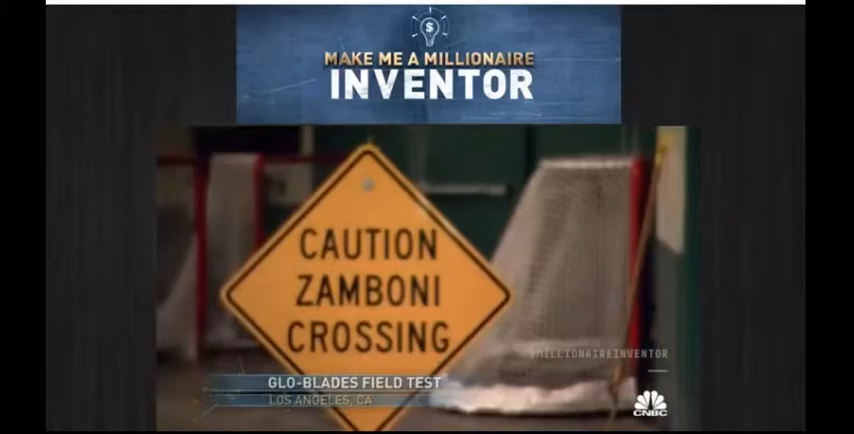 $
MAKE ME A MILLIONAIRE
INVENTOR
CAUTION
ZAMBONI
CROSSING
#MILLIONAIREINVENTOR
GLO-BLADES FIELD TEST
LOS ANGELES, CA
CNBC